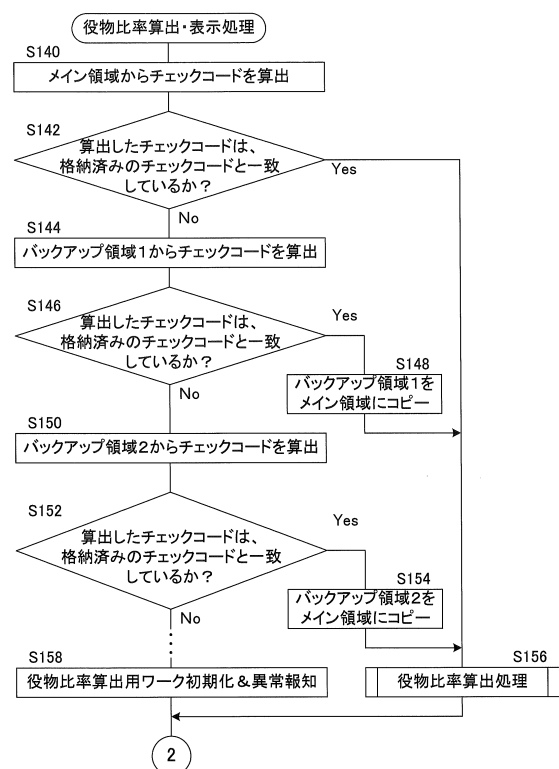 役物比率算出・表示処理
S140
メイン領域からチェックコードを算出
S142
算出したチェックコードは、
格納済みのチェックコードと一致
しているか？
Yes
No
S144
バックアップ領域1からチェックコードを算出
S146
算出したチェックコードは、
格納済みのチェックコードと一致
しているか？
Yes
No
S148
バックアップ領域1を
メイン領域にコピー
S150
バックアップ領域2からチェックコードを算出
S152
算出したチェックコードは、
格納済みのチェックコードと一致
しているか？
Yes
No
S154
バックアップ領域2を
メイン領域にコピー
S158
役物比率算出用ワーク初期化＆異常報知
S156
役物比率算出処理
2